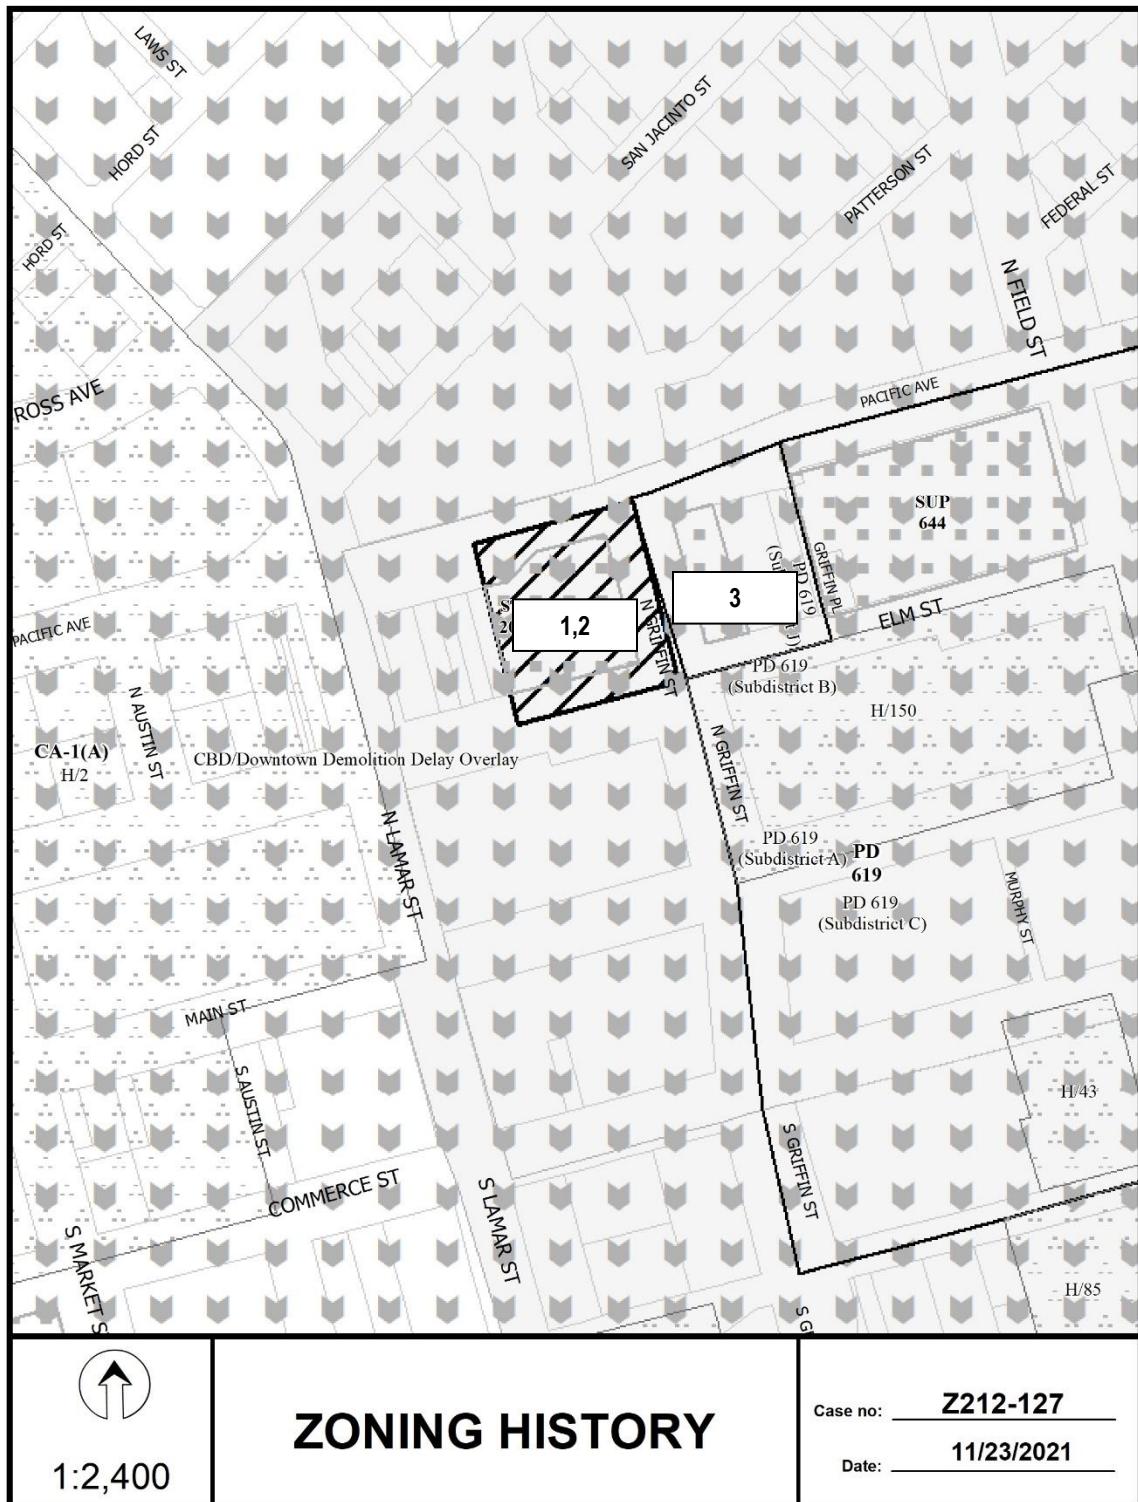 LAWS ST
HORD ST
SAN JACINTO ST
PATTERSON ST
FEDERAL ST
HORD ST
N FIELD ST
ROSS AVE
PACIFIC AVE
SUP
644
GRIFFIN PL
PD 619
ELM ST
3
1,2
N GRIFFIN ST
PACIFIC AVE
PD 619
(Subdistrict B)
H/150
N AUSTIN ST
N GRIFFIN ST
CA-1(A)
H/2
CBD/Downtown Demolition Delay Overlay
N LAMAR ST
PD 619
(Subdistrict A)
PD
619
PD 619
(Subdistrict C)
MURPHY ST
MAIN ST
S AUSTIN ST
H/43
S GRIFFIN ST
COMMERCE ST
S LAMAR ST
S MARKET S
H/85
1:2,400
ZONING HISTORY
Case no: Z212-127
Date: 11/23/2021